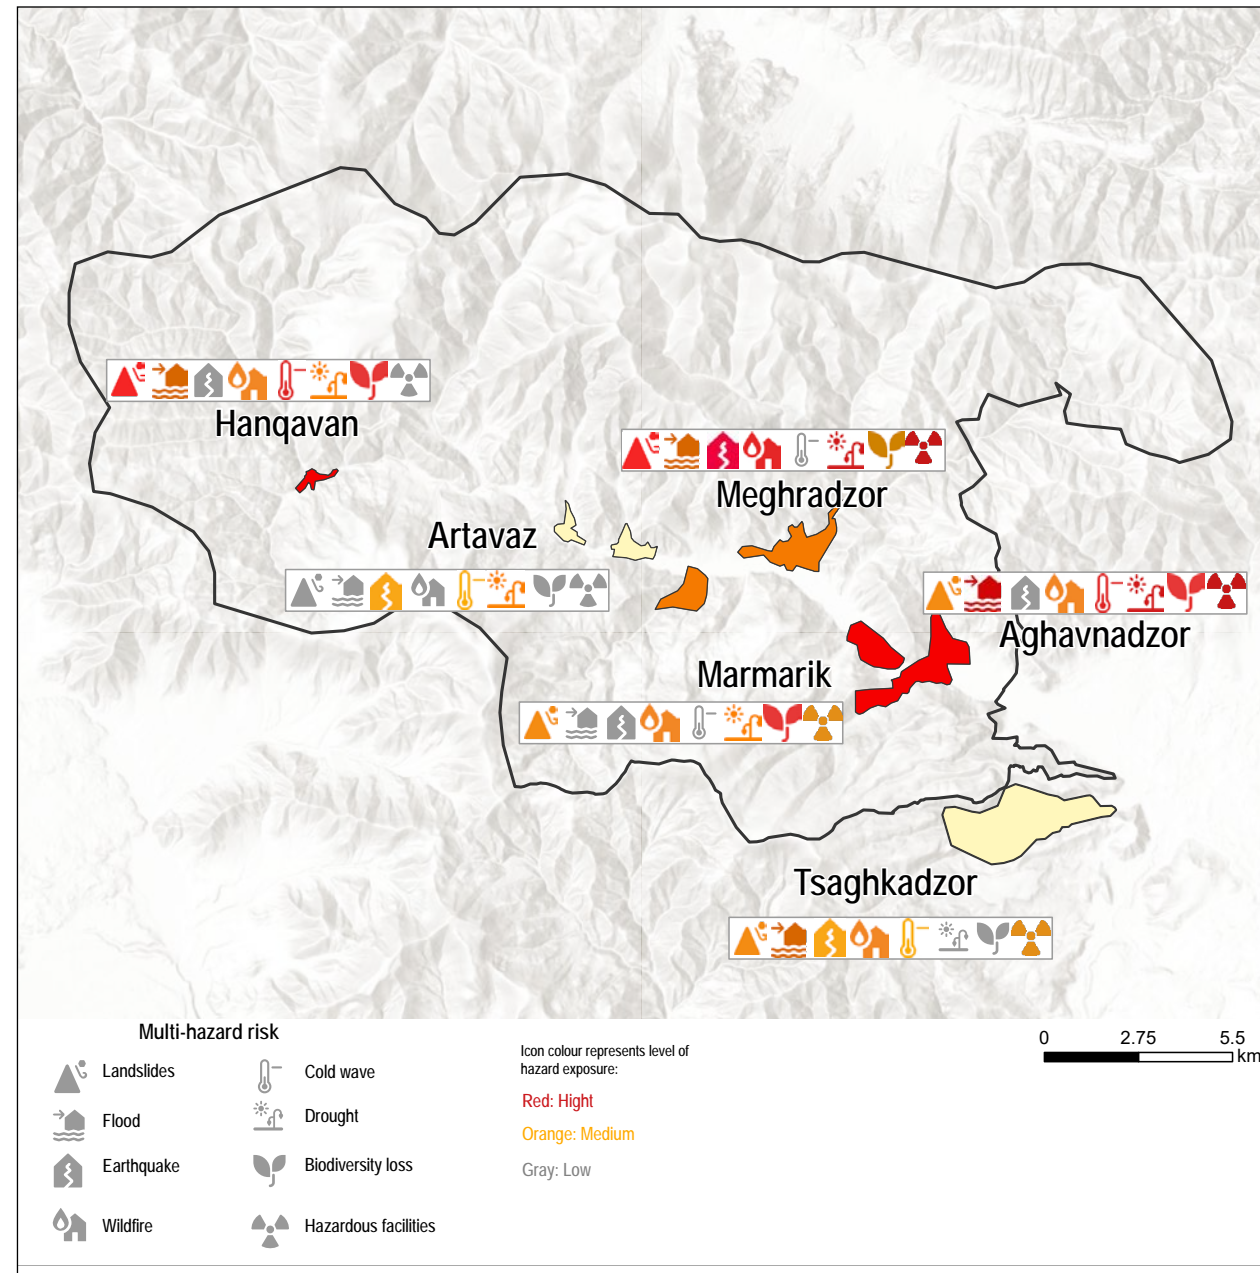 Hanqavan
Meghradzor
Artavaz
Aghavnadzor
Marmarik
Tsaghkadzor
Multi-hazard risk
Landslides
Flood
Earthquake
Wildfire
Cold wave
Drought
Biodiversity loss
Hazardous facilities
Icon colour represents level of
hazard exposure:
Red: Hight
Orange: Medium
Gray: Low
0 2.75 5.5
km